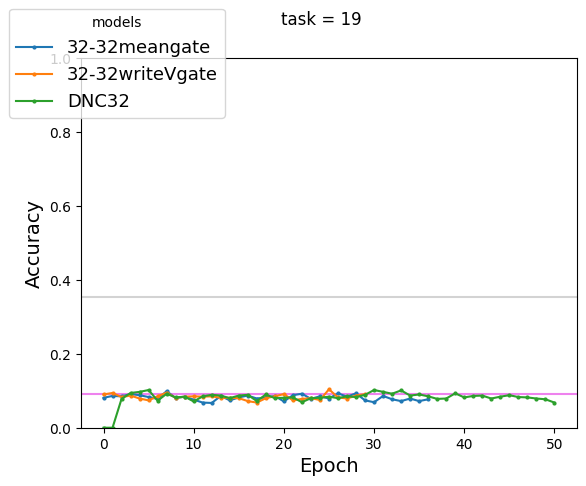 task = 19
models
32-32meangate
32-32writeVgate
DNC32
1.0
0.8
0.6
0.4
0.2
0.0
Accuracy
0
10
20
30
40
50
Epoch